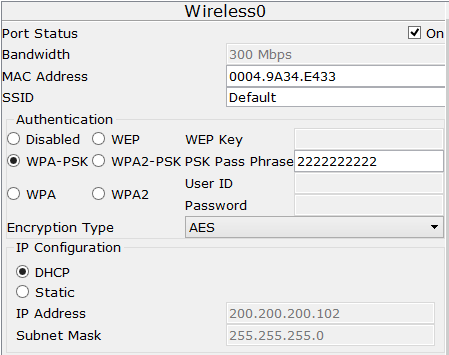 Wireless0
Port Status On
Bandwidth 300 Mbps
MAC Address 0004.9A34.E433
SSID Default
Authentication
Disabled WEP WEP Key
WPA-PSK WPA2-PSK PSK Pass Phrase 2222222222
User ID
WPA WPA2
Password
Encryption Type AES
IP Configuration
DHCP
Static
IP Address 200.200.200.102
Subnet Mask 255.255.255.0